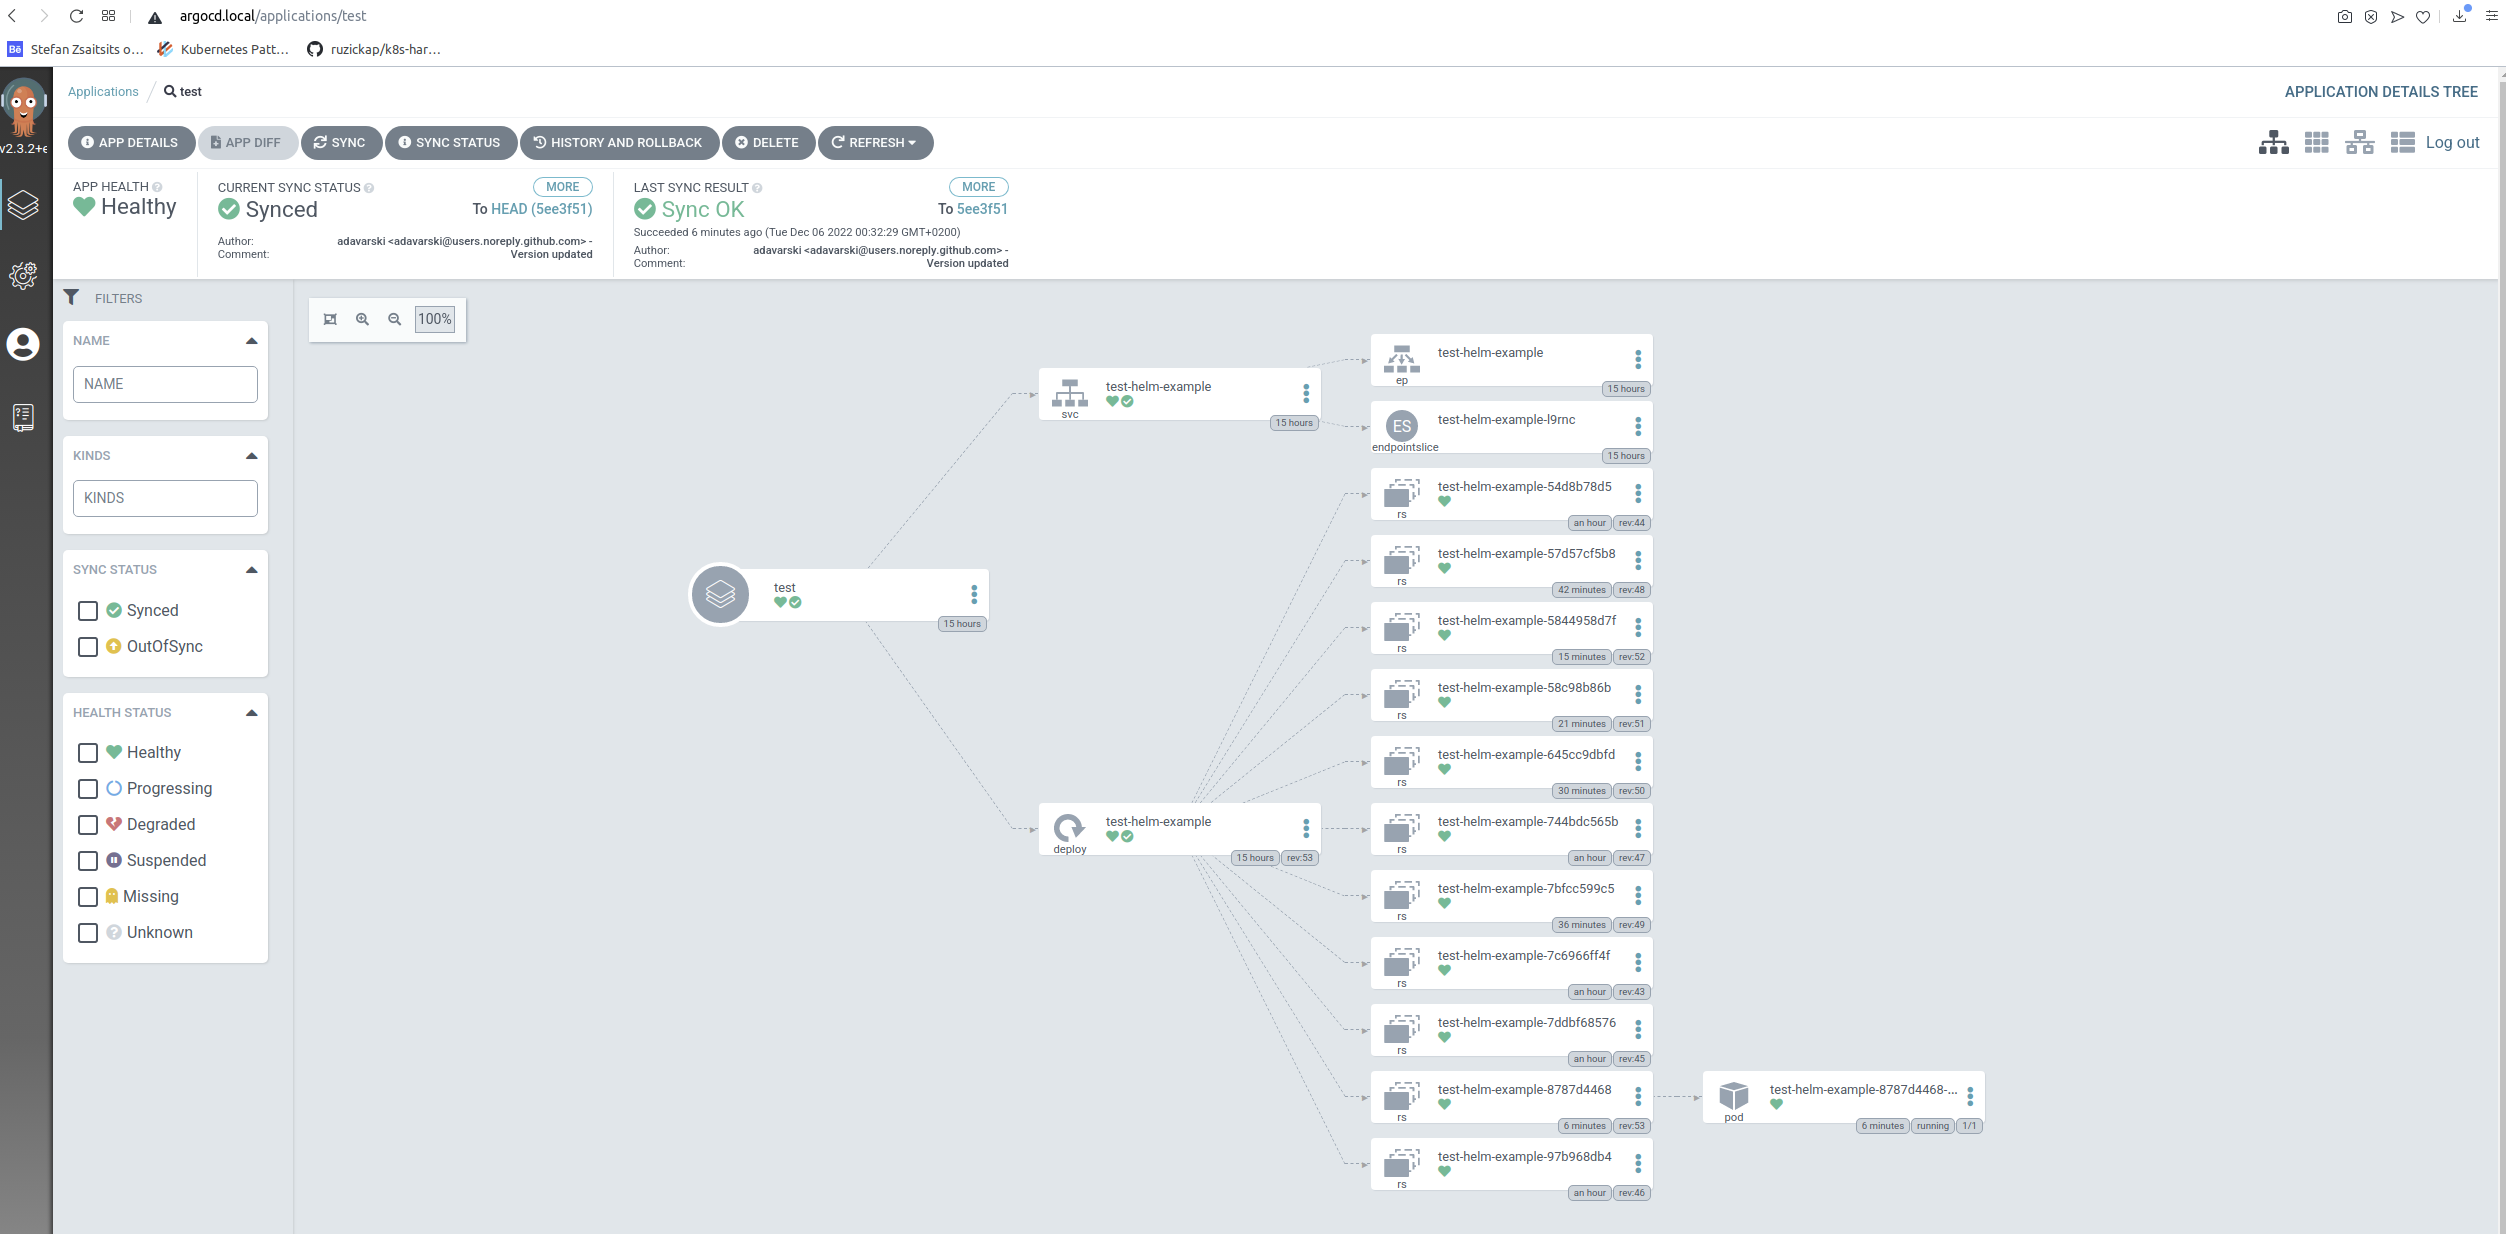 argocd.local/applications/test
Bē Stefan Zsaitsits o... Kubernetes Patt... ruzickap/k8s-har...
Applications / test
APPLICATION DETAILS TREE
v2.3.2+
APP DETAILS APP DIFF SYNC SYNC STATUS HISTORY AND ROLLBACK DELETE REFRESH
Log out
APP HEALTH
Healthy
CURRENT SYNC STATUS MORE
Synced To HEAD (5ee3f51)
Author: adavarski <adavarski@users.noreply.github.com> -
Comment: Version updated
LAST SYNC RESULT MORE
Sync OK To 5ee3f51
Succeeded 6 minutes ago (Tue Dec 06 2022 00:32:29 GMT+0200)
Author: adavarski <adavarski@users.noreply.github.com> -
Comment: Version updated
FILTERS
NAME
NAME
KINDS
KINDS
SYNC STATUS
Synced
OutOfSync
HEALTH STATUS
Healthy
Progressing
Degraded
Suspended
Missing
Unknown
100%
test
15 hours
test-helm-example
svc
15 hours
test-helm-example
deploy
15 hours rev:53
test-helm-example
ep
15 hours
ES
test-helm-example-l9rnc
endpointslice
15 hours
test-helm-example-54d8b78d5
rs
an hour rev:44
test-helm-example-57d57cf5b8
rs
42 minutes rev:48
test-helm-example-5844958d7f
rs
15 minutes rev:52
test-helm-example-58c98b86b
rs
21 minutes rev:51
test-helm-example-645cc9dbfd
rs
30 minutes rev:50
test-helm-example-744bdc565b
rs
an hour rev:47
test-helm-example-7bfcc599c5
rs
36 minutes rev:49
test-helm-example-7c6966ff4f
rs
an hour rev:43
test-helm-example-7ddbf68576
rs
an hour rev:45
test-helm-example-8787d4468
rs
6 minutes rev:53
test-helm-example-8787d4468-...
pod
6 minutes running 1/1
test-helm-example-97b968db4
rs
an hour rev:46